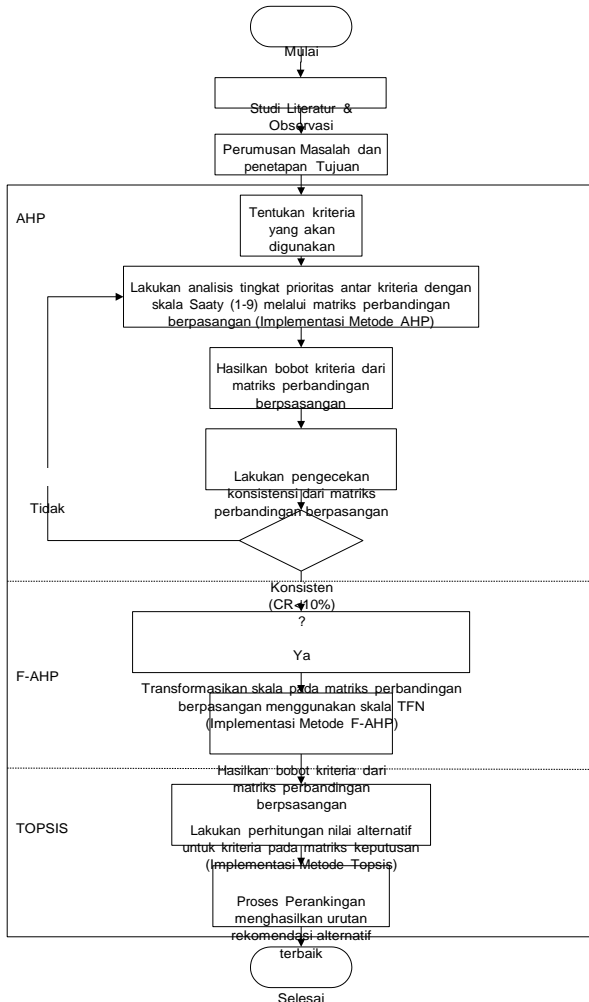 Mulai
Studi Literatur &
Observasi
Perumusan Masalah dan
penetapan Tujuan
AHP
Tentukan kriteria
yang akan
digunakan
Lakukan analisis tingkat prioritas antar kriteria dengan
skala Saaty (1-9) melalui matriks perbandingan
berpasangan (Implementasi Metode AHP)
Hasilkan bobot kriteria dari
matriks perbandingan
berpsasangan
Lakukan pengecekan
konsistensi dari matriks
perbandingan berpasangan
Tidak
Konsisten
(CR<10%)
?
Ya
F-AHP
Transformasikan skala pada matriks perbandingan
berpasangan menggunakan skala TFN
(Implementasi Metode F-AHP)
Hasilkan bobot kriteria dari
matriks perbandingan
berpsasangan
TOPSIS
Lakukan perhitungan nilai alternatif
untuk kriteria pada matriks keputusan
(Implementasi Metode Topsis)
Proses Perankingan
menghasilkan urutan
rekomendasi alternatif
terbaik
Selesai